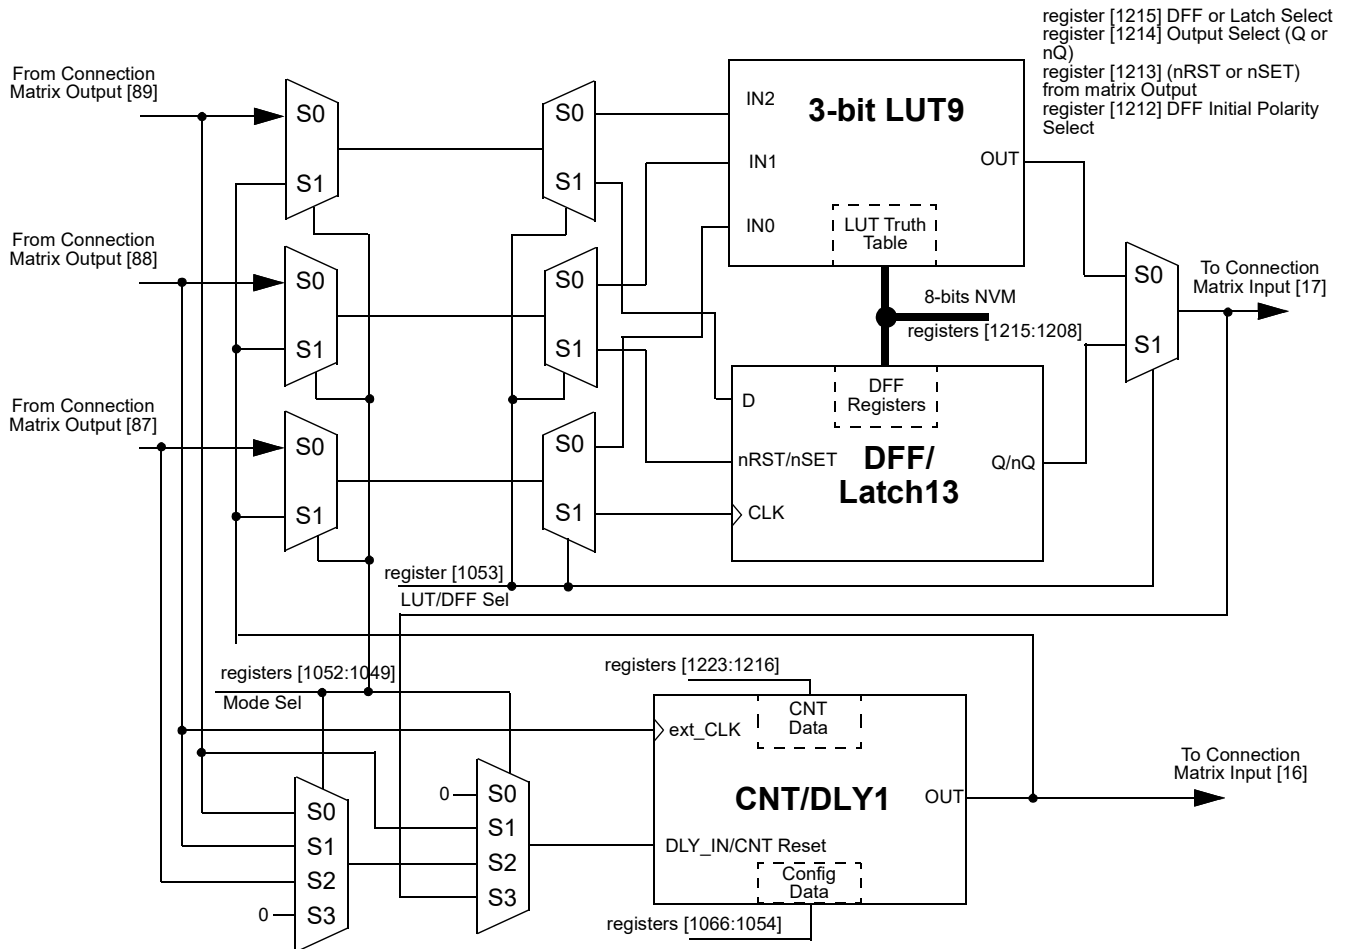 register [1215] DFF or Latch Select
register [1214] Output Select (Q or
nQ)
register [1213] (nRST or nSET)
from matrix Output
register [1212] DFF Initial Polarity
Select
From Connection
Matrix Output [89]
S0
S1
S0
S1
IN2
IN1
IN0
3-bit LUT9
OUT
LUT Truth
Table
From Connection
Matrix Output [88]
S0
S1
S0
S1
8-bits NVM
registers [1215:1208]
S0
S1
To Connection
Matrix Input [17]
From Connection
Matrix Output [87]
S0
S1
S0
S1
DFF
Registers
D
nRST/nSET
CLK
DFF/
Latch13
Q/nQ
register [1053]
LUT/DFF Sel
registers [1052:1049]
Mode Sel
registers [1223:1216]
CNT
Data
ext_CLK
CNT/DLY1
OUT
To Connection
Matrix Input [16]
DLY_IN/CNT Reset
Config
Data
registers [1066:1054]
0
S0
S1
S2
S3
S0
S1
S2
S3
0